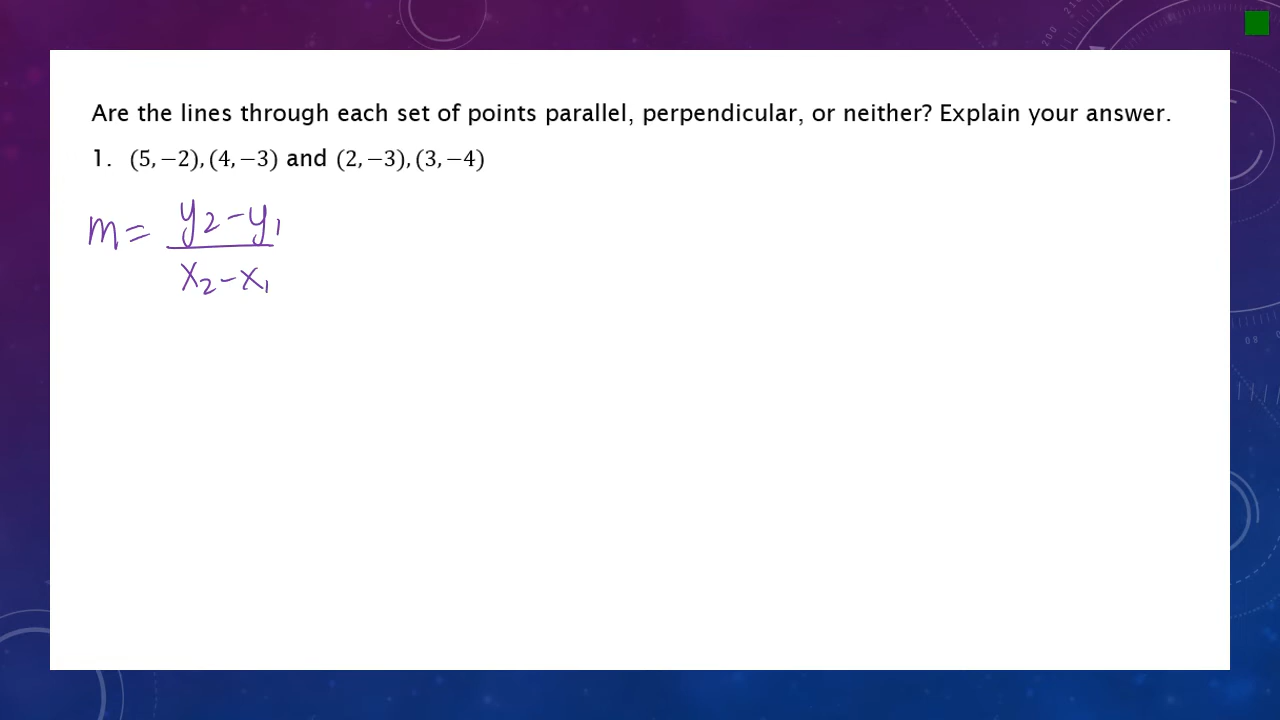 Are the lines through each set of points parallel, perpendicular, or neither? Explain your answer.
1. (5, −2), (4, −3) and (2, −3), (3, −4)
m = y₂ − y₁
x₂ − x₁